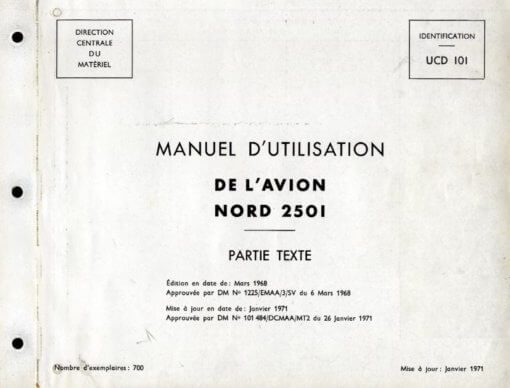 DIRECTION
CENTRALE
DU
MATÉRIEL
IDENTIFICATION
UCD 101
MANUEL D'UTILISATION
DE L'AVION
NORD 2501
PARTIE TEXTE
Édition en date de : Mars 1968
Approuvée par DM Nº 1225/EMAA/3/SV du 6 Mars 1968
Mise à jour en date de : Janvier 1971
Approuvée par DM Nº 101 484/DCMAA/MT2 du 26 Janvier 1971
Nombre d'exemplaires : 700
Mise à jour : Janvier 1971